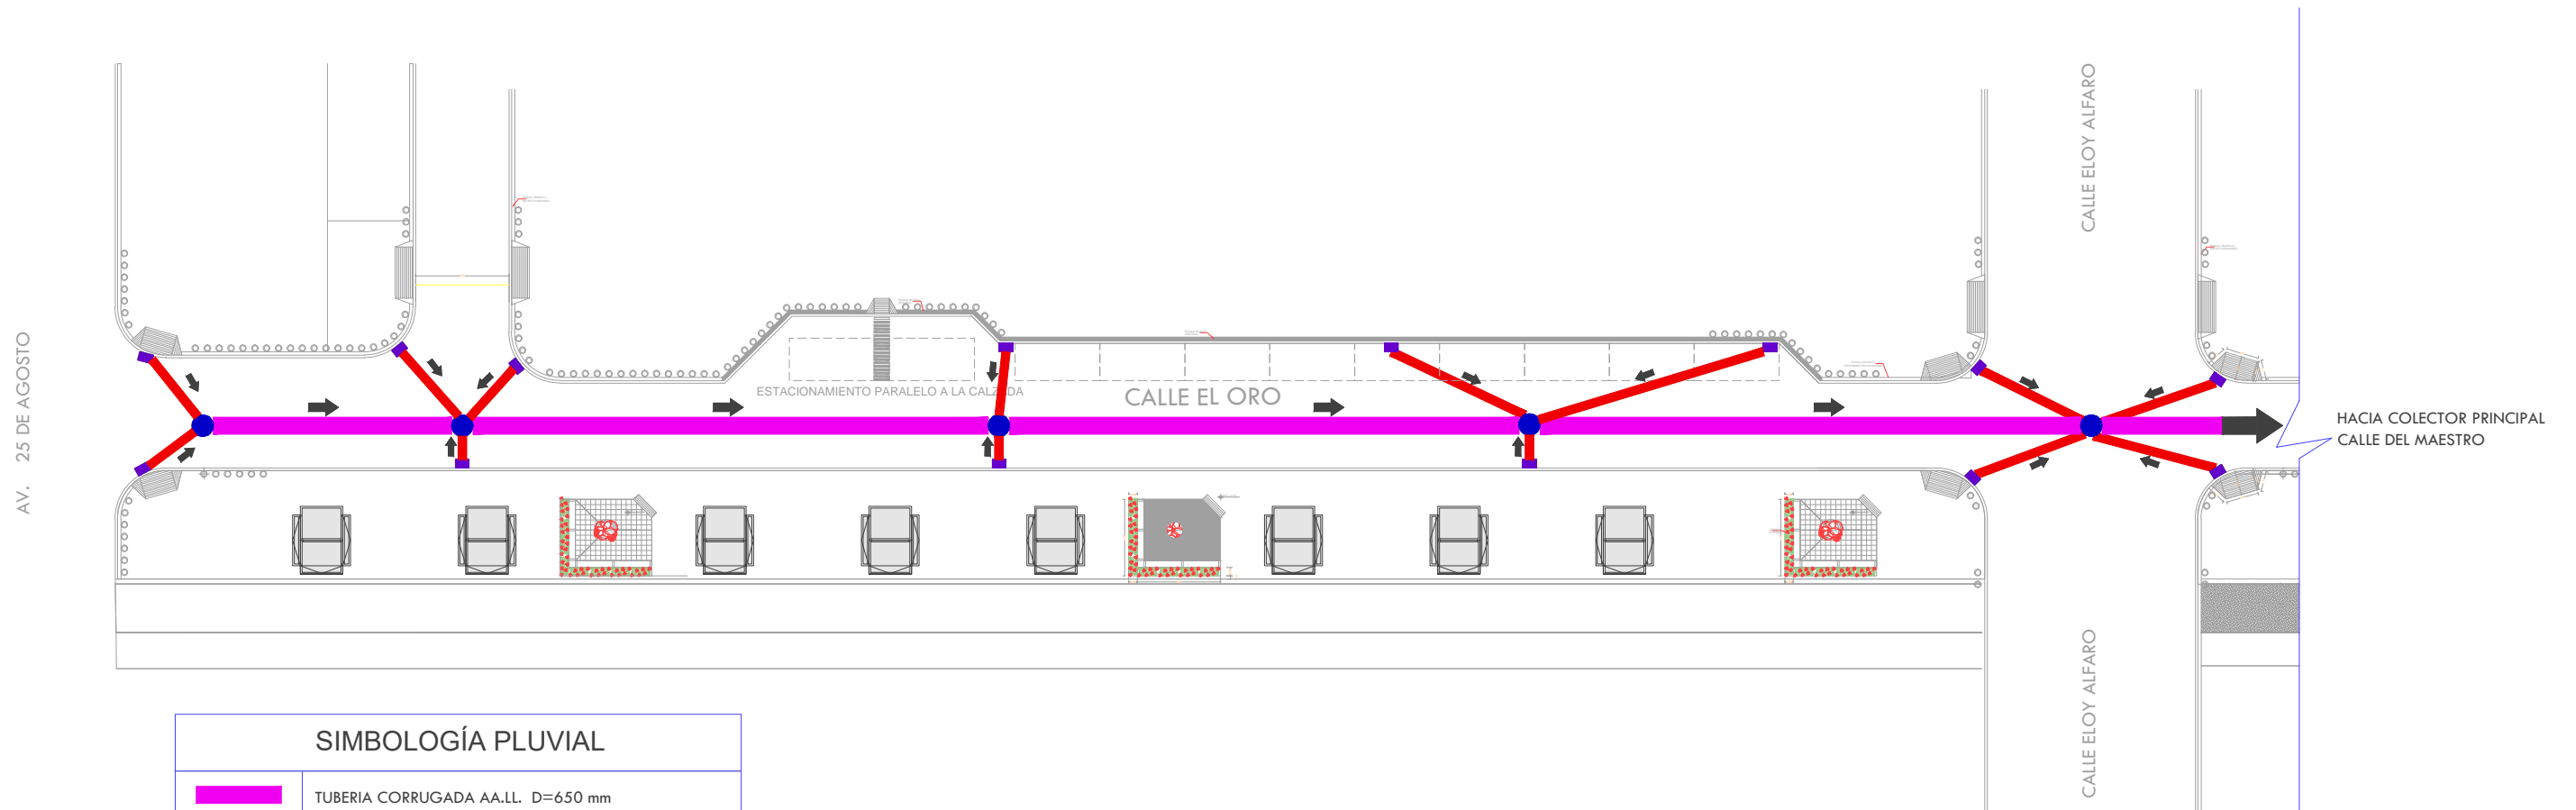 CALLE ELOY ALFARO
AV. 25 DE AGOSTO
ESTACIONAMIENTO PARALELO A LA CALZADA
CALLE EL ORO
HACIA COLECTOR PRINCIPAL
CALLE DEL MAESTRO
CALLE ELOY ALFARO
SIMBOLOGÍA PLUVIAL
TUBERIA CORRUGADA AA.LL. D=650 mm